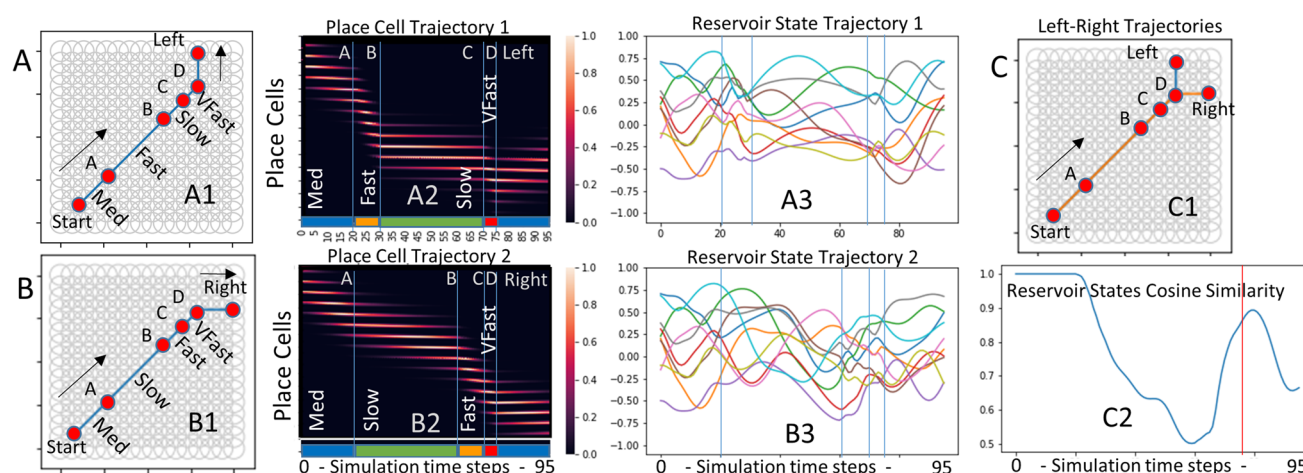 A
Left
D
C
VFast
B
Slow
A
Fast
A1
Med
Start
Place Cell Trajectory 1
Place Cells
A B C D Left
VFast
Med
Fast
A2
Slow
1.0
0.8
0.6
0.4
0.2
0.0
0 5 10 15 20 25 30 35 40 45 50 55 60 65 70 75 80 85 90 95
Reservoir State Trajectory 1
1.00
0.75
0.50
0.25
0.00
-0.25
-0.50
-0.75
-1.00
A3
0 20 40 60 80
Left-Right Trajectories
C
Left
D
C
Right
B
A
C1
Start
B
D Right
C
VFast
B
Fast
A
Slow
B1
Med
Start
Place Cell Trajectory 2
Place Cells
A B C D Right
VFast
Med
Slow
B2
Fast
1.0
0.8
0.6
0.4
0.2
0.0
0 - Simulation time steps - 95
Reservoir State Trajectory 2
1.00
0.75
0.50
0.25
0.00
-0.25
-0.50
-0.75
-1.00
B3
0 - Simulation time steps - 95
1.0
Reservoir States Cosine Similarity
0.9
0.8
0.7
0.6
0.5
C2
0 - Simulation time steps - 95